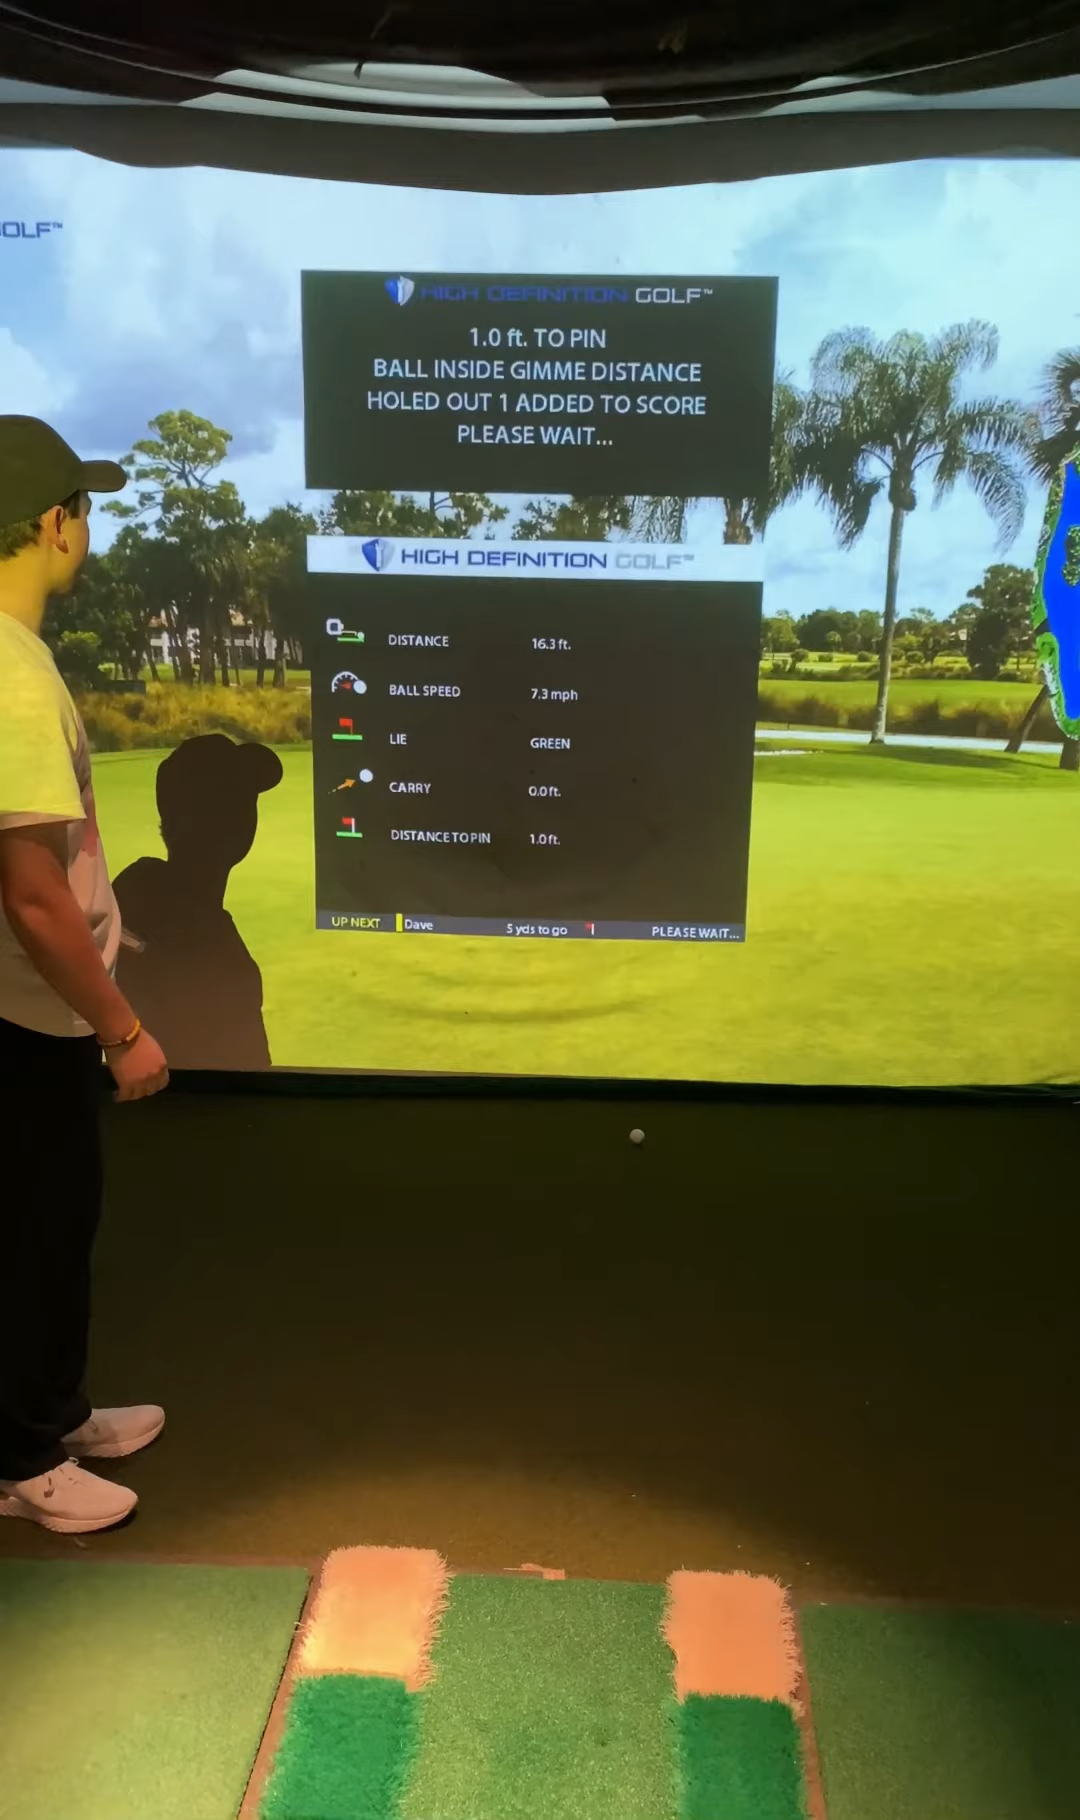 GOLF™
HIGH DEFINITION GOLF™
1.0 ft. TO PIN
BALL INSIDE GIMME DISTANCE
HOLED OUT 1 ADDED TO SCORE
PLEASE WAIT...
HIGH DEFINITION GOLF™
DISTANCE 16.3 ft.
BALL SPEED 7.3 mph
LIE GREEN
CARRY 0.0 ft.
DISTANCE TO PIN 1.0 ft.
UP NEXT Dave 5 yds to go PLEASE WAIT...